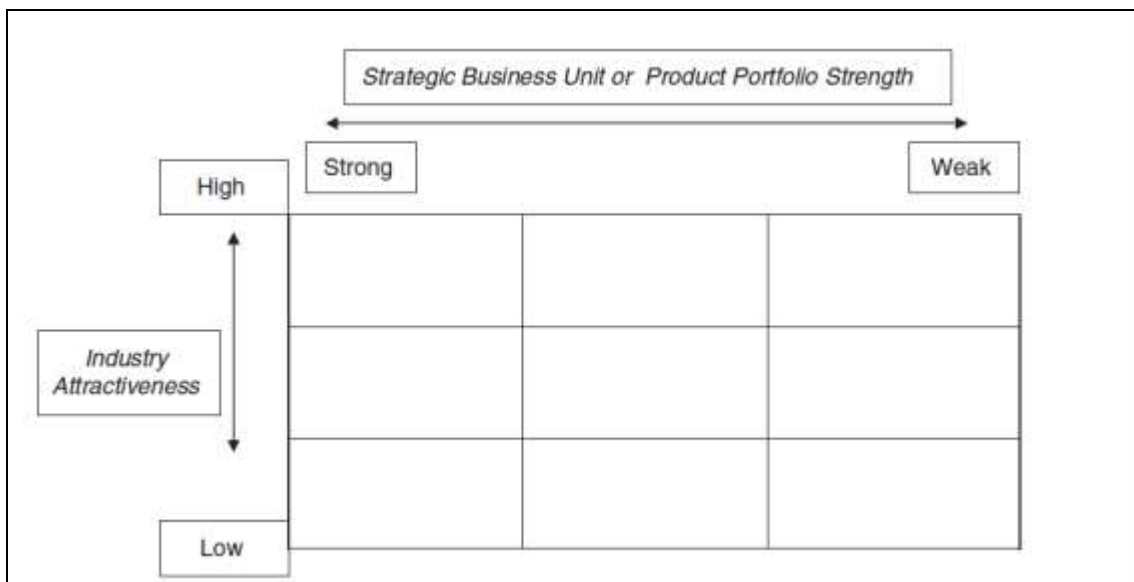 Strategic Business Unit or Product Portfolio Strength
Strong
Weak
High
Industry
Attractiveness
Low